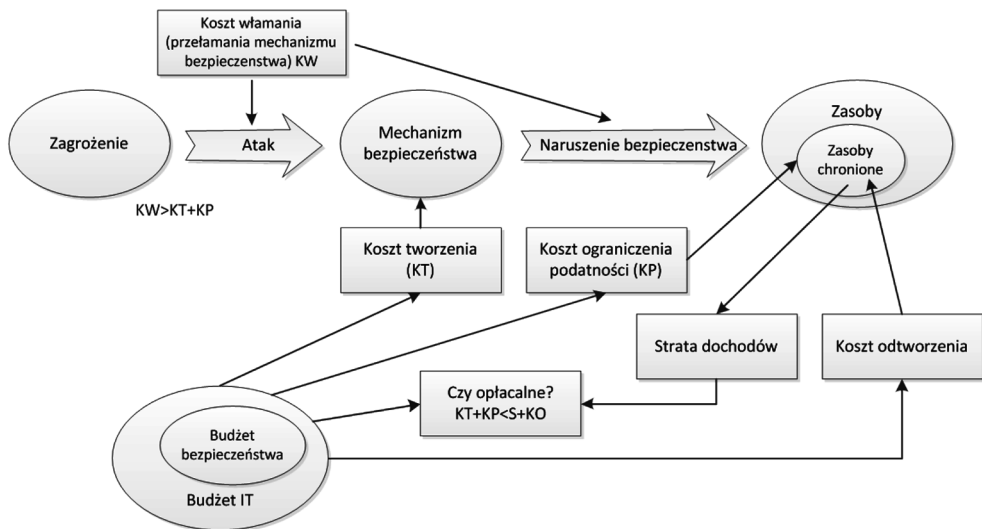 Koszt włamania
(przełamania mechanizmu
bezpieczenstwa) KW
Zagrożenie
Atak
Mechanizm
bezpieczeństwa
Naruszenie bezpieczenstwa
Zasoby
Zasoby
chronione
KW>KT+KP
Koszt tworzenia
(KT)
Koszt ograniczenia
podatności (KP)
Strata dochodów
Koszt odtworzenia
Czy opłacalne?
KT+KP<S+KO
Budżet
bezpieczeństwa
Budżet IT